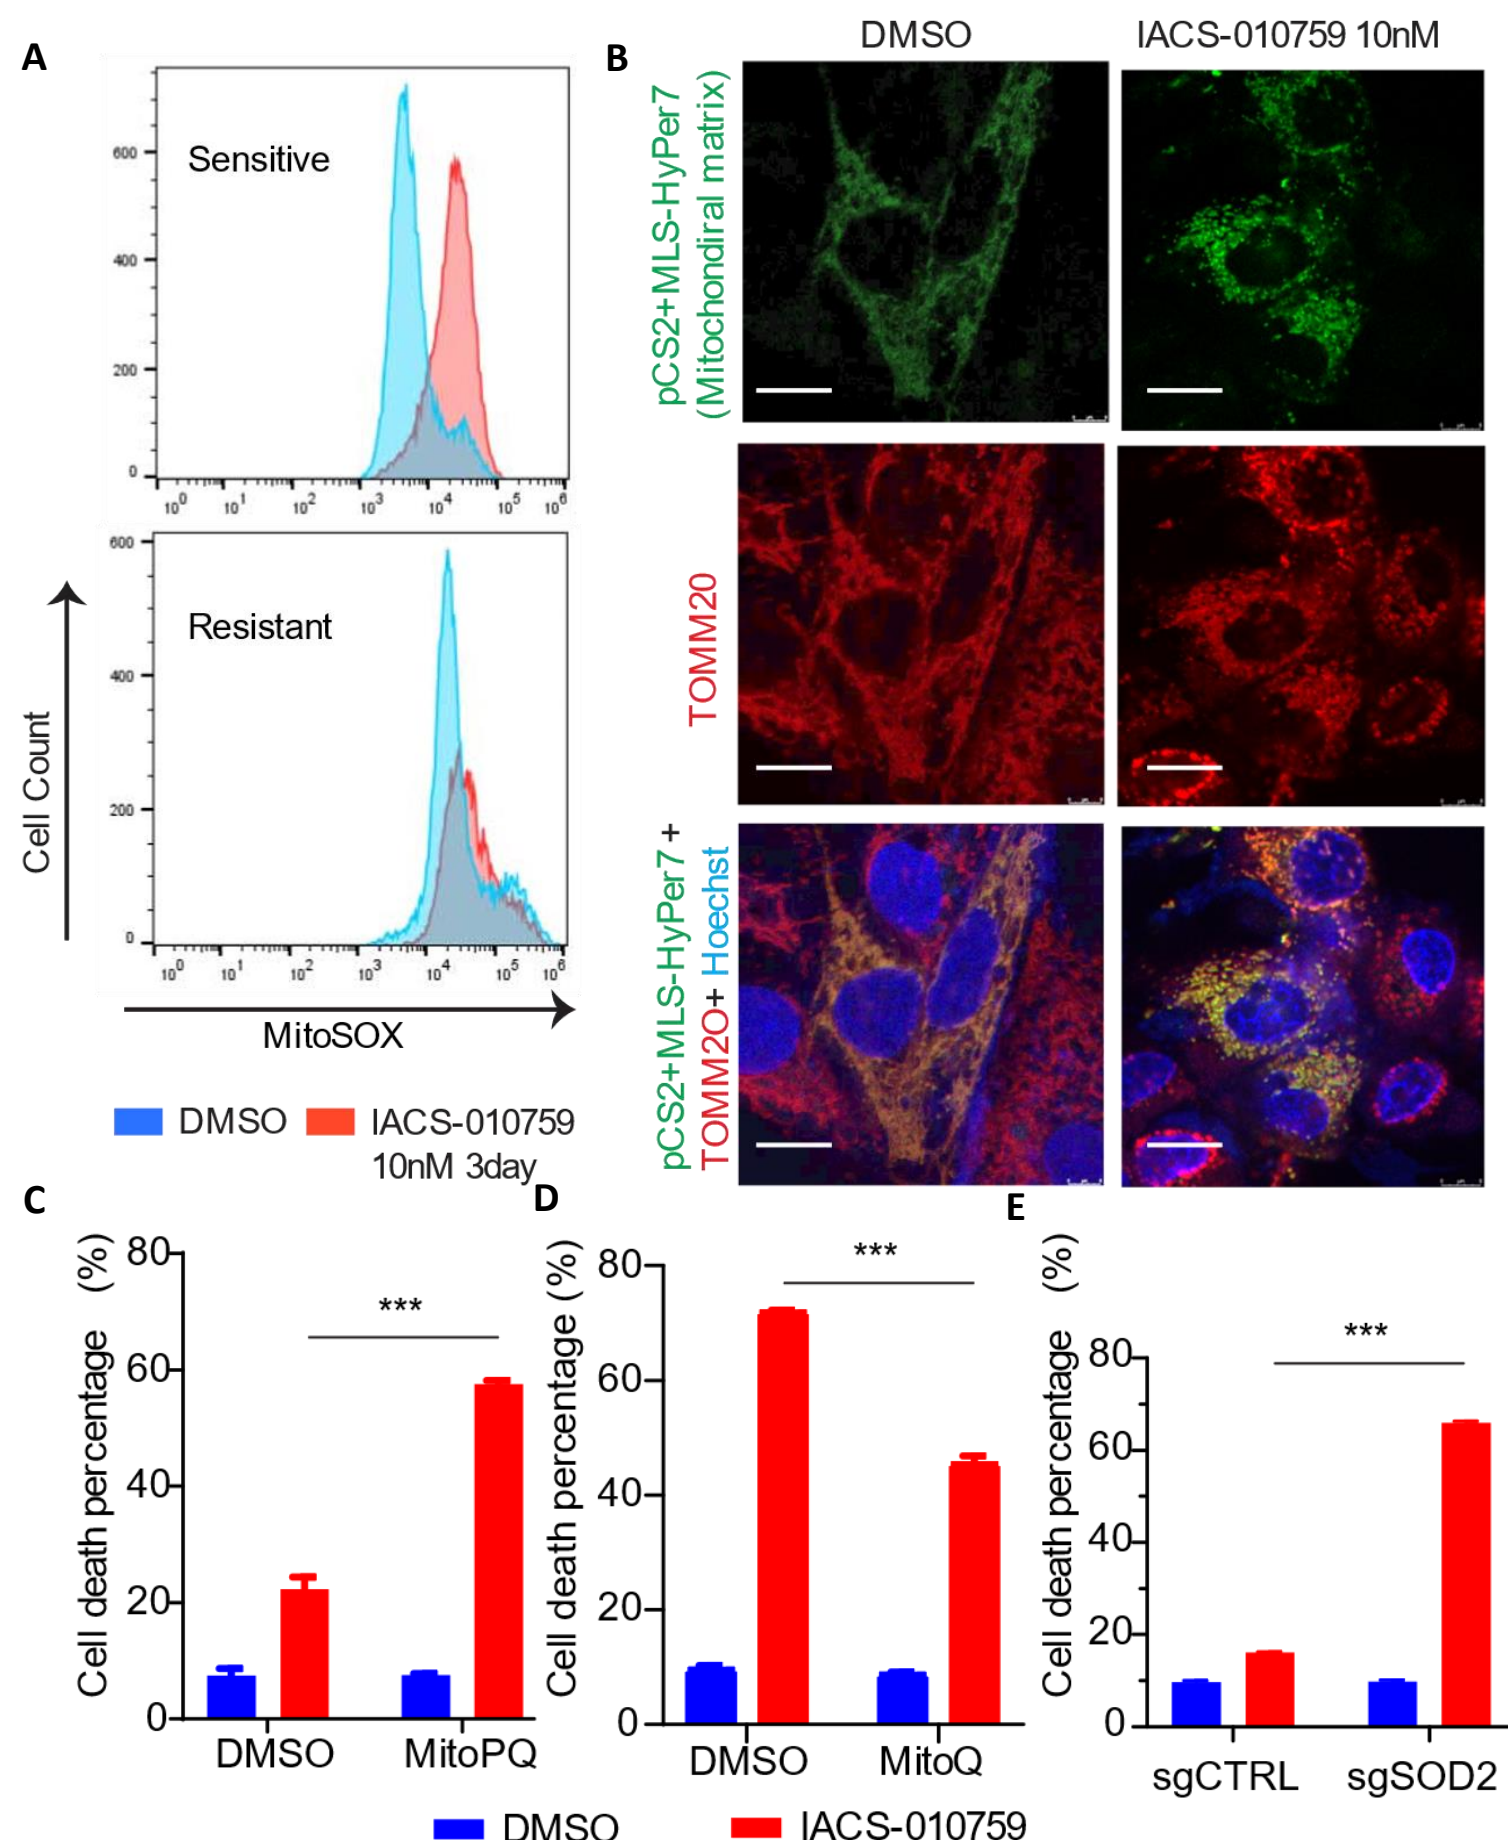 A
Sensitive
600
400
200
0
10^0 10^1 10^2 10^3 10^4 10^5 10^6
Resistant
600
400
200
0
10^0 10^1 10^2 10^3 10^4 10^5 10^6
Cell Count
MitoSOX
DMSO IACS-010759
10nM 3day
B
DMSO IACS-010759 10nM
pCS2+MLS-HyPer7
(Mitochondiral matrix)
TOMM20
pCS2+MLS-HyPer7 +
TOMM2O+ Hoechst
C
Cell death percentage (%)
80
60
40
20
0
***
DMSO MitoPQ
D
Cell death percentage (%)
80
60
40
20
0
***
DMSO MitoQ
E
Cell death percentage (%)
80
60
40
20
0
***
sgCTRL sgSOD2
DMSO IACS-010759